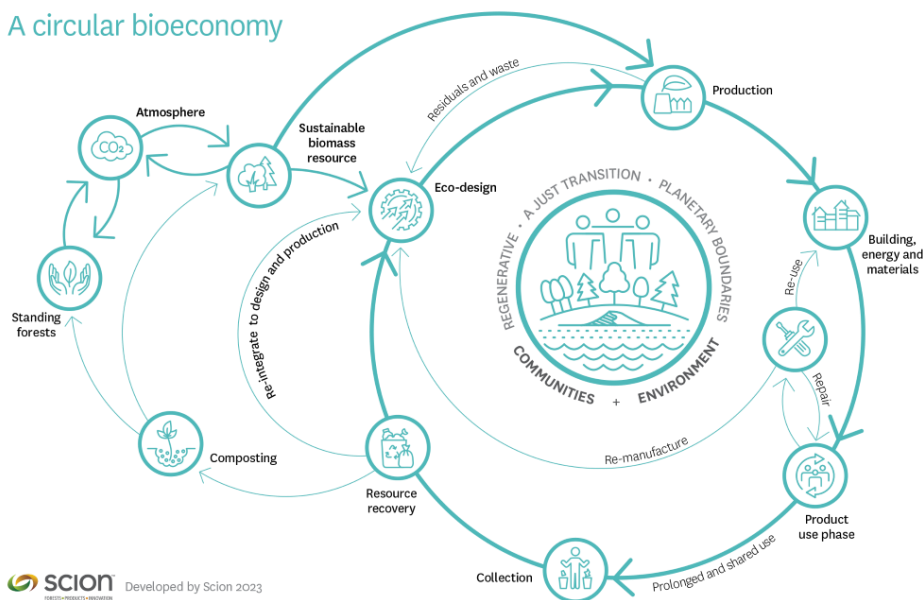 A circular bioeconomy
Atmosphere
CO₂
Sustainable
biomass
resource
Residuals and waste
Production
Eco-design
REGENERATIVE • A JUST TRANSITION • PLANETARY BOUNDARIES
COMMUNITIES + ENVIRONMENT
Building,
energy and
materials
Re-use
Standing
forests
Re-integrate to design and production
Repair
Composting
Re-manufacture
Resource
recovery
Product
use phase
Prolonged and shared use
Collection
SCION
FORESTS • PRODUCTS • INNOVATION
Developed by Scion 2023